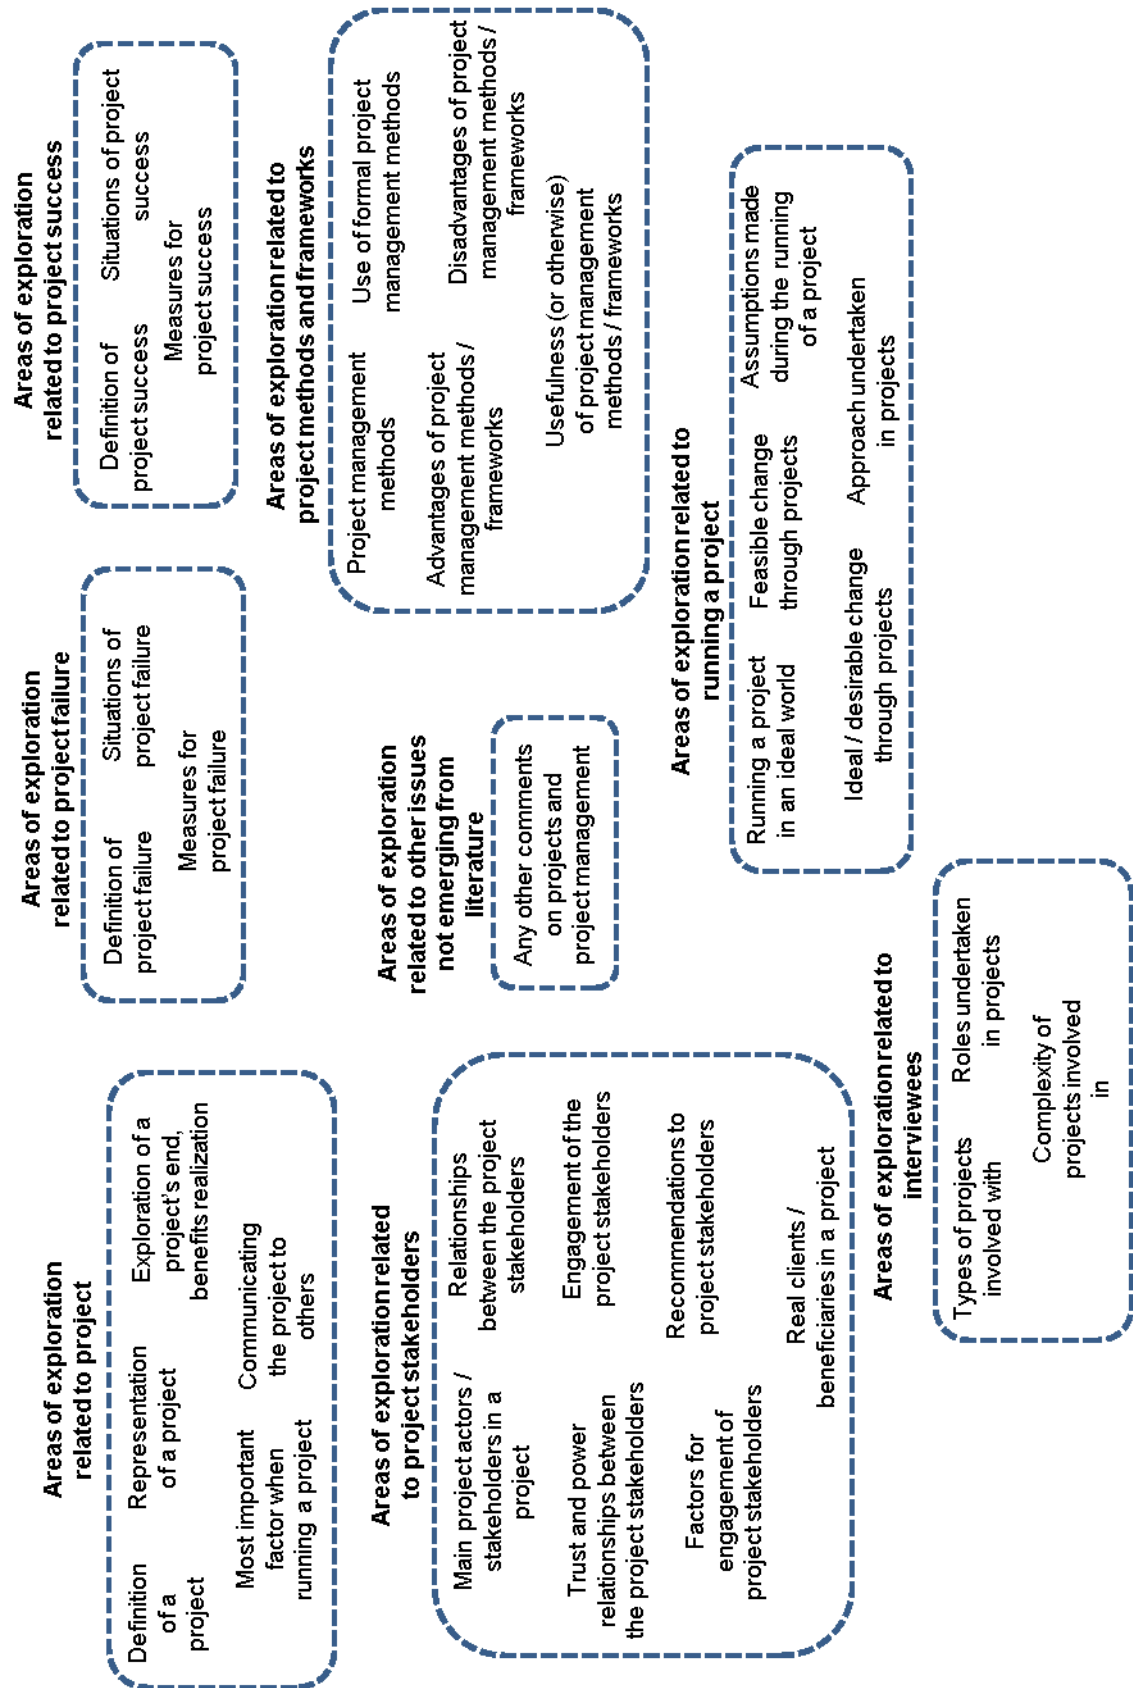 Areas of exploration
related to project
Definition
of a
project
Representation
of a project
Exploration of a
project's end,
benefits realization
Most important
factor when
running a project
Communicating
the project to
others
Areas of exploration
related to project failure
Definition of
project failure
Situations of
project failure
Measures for
project failure
Areas of exploration
related to project success
Definition of
project success
Situations of project
success
Measures for
project success
Areas of exploration related
to project stakeholders
Main project actors /
stakeholders in a
project
Relationships
between the project
stakeholders
Trust and power
relationships between
the project stakeholders
Engagement of the
project stakeholders
Factors for
engagement of
project stakeholders
Recommendations to
project stakeholders
Real clients /
beneficiaries in a project
Areas of exploration
related to other issues
not emerging from
literature
Any other comments
on projects and
project management
Areas of exploration related to
project methods and frameworks
Project management
methods
Use of formal project
management methods
Advantages of project
management methods /
frameworks
Disadvantages of project
management methods /
frameworks
Usefulness (or otherwise)
of project management
methods / frameworks
Areas of exploration related to
running a project
Running a project
in an ideal world
Feasible change
through projects
Assumptions made
during the running
of a project
Ideal / desirable change
through projects
Approach undertaken
in projects
Areas of exploration related to
interviewees
Types of projects
involved with
Roles undertaken
in projects
Complexity of
projects involved
in